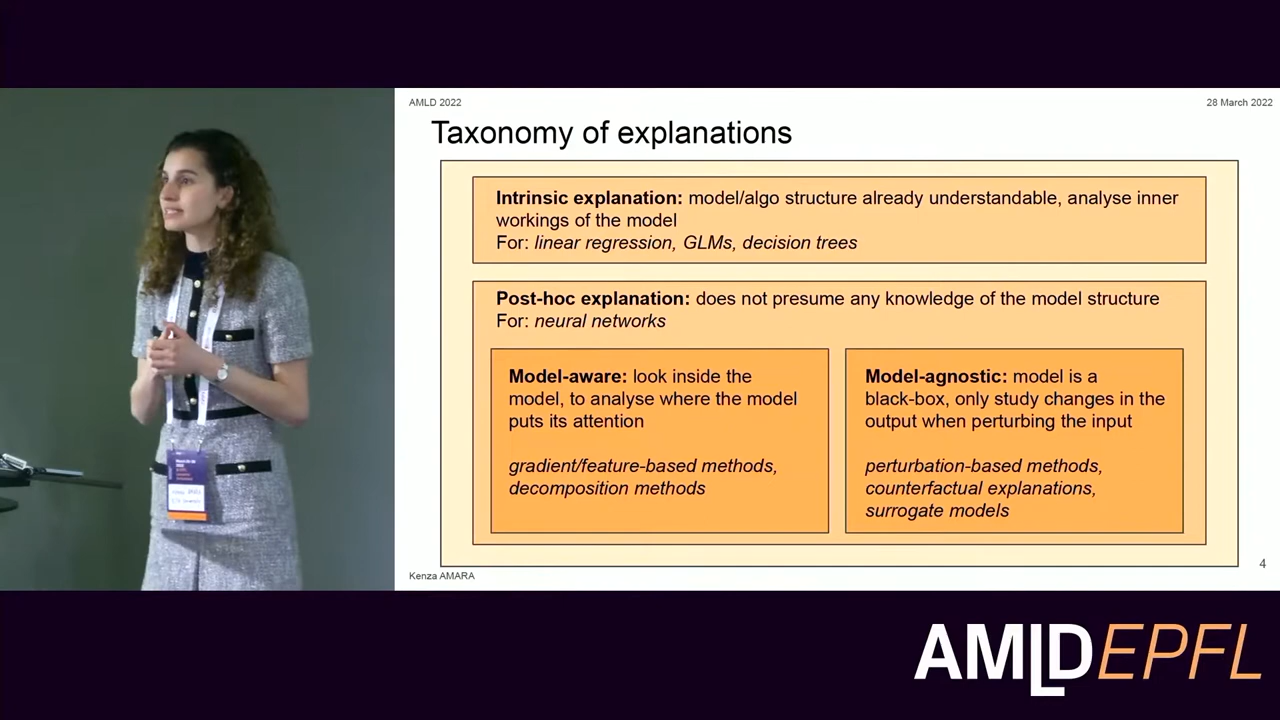 AMLD 2022
28 March 2022
Taxonomy of explanations
Intrinsic explanation: model/algo structure already understandable, analyse inner
workings of the model
For: linear regression, GLMs, decision trees
Post-hoc explanation: does not presume any knowledge of the model structure
For: neural networks
Model-aware: look inside the
model, to analyse where the model
puts its attention
gradient/feature-based methods,
decomposition methods
Model-agnostic: model is a
black-box, only study changes in the
output when perturbing the input
perturbation-based methods,
counterfactual explanations,
surrogate models
Kenza AMARA
4
AMLDEPFL